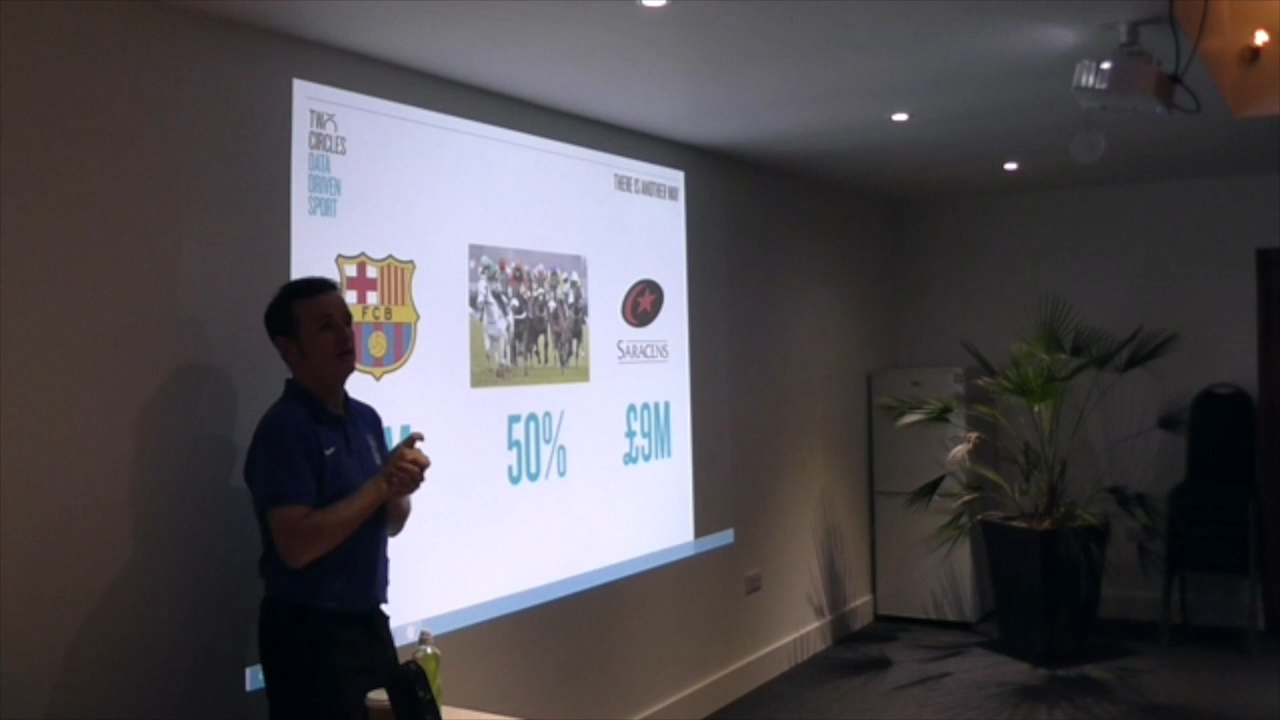 TWO
CIRCLES
DATA
DRIVEN
SPORT
THERE IS ANOTHER WAY
FCB
SARACENS
M
50%
£9M